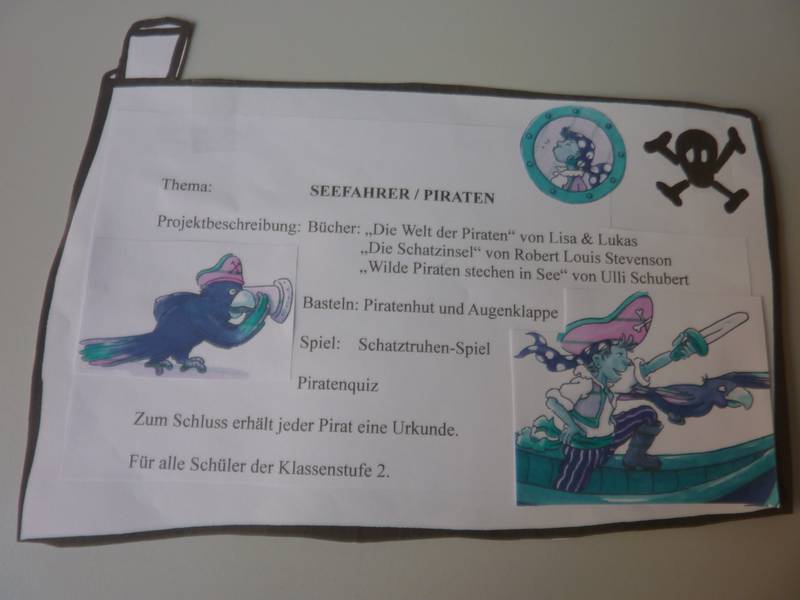 Thema: SEEFAHRER / PIRATEN
Projektbeschreibung: Bücher: „Die Welt der Piraten“ von Lisa & Lukas
„Die Schatzinsel“ von Robert Louis Stevenson
„Wilde Piraten stechen in See“ von Ulli Schubert
Basteln: Piratenhut und Augenklappe
Spiel: Schatztruhen-Spiel
Piratenquiz
Zum Schluss erhält jeder Pirat eine Urkunde.
Für alle Schüler der Klassenstufe 2.